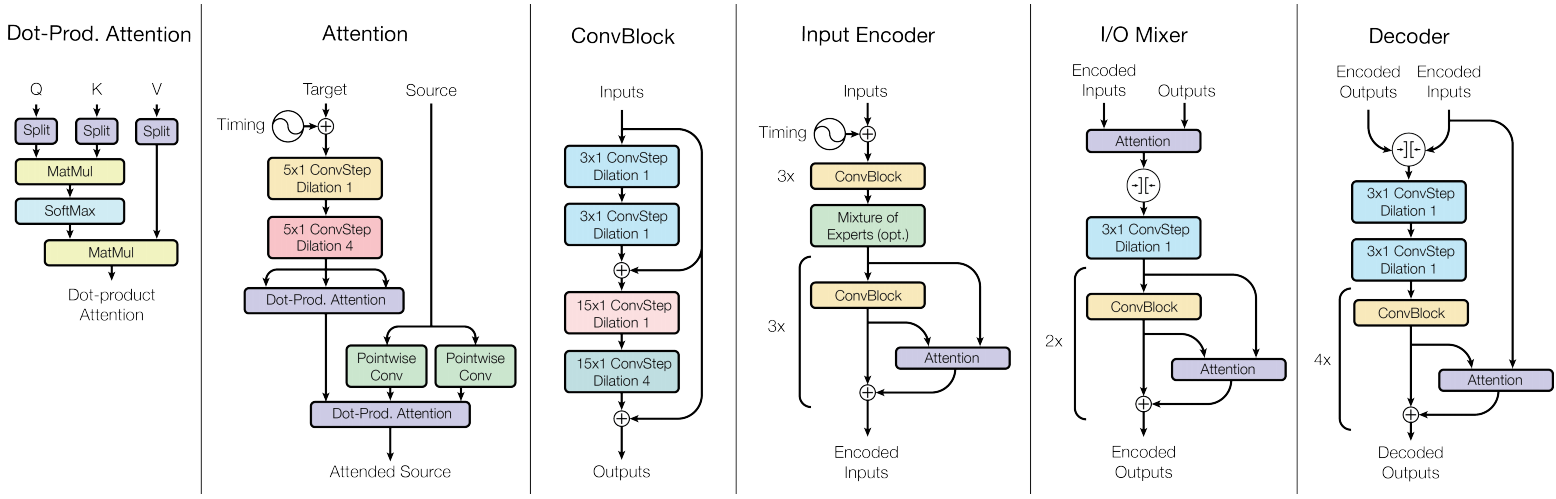 Dot-Prod. Attention
Q K V
Split Split Split
MatMul
SoftMax
MatMul
Dot-product
Attention
Attention
Target Source
Timing
5x1 ConvStep
Dilation 1
5x1 ConvStep
Dilation 4
Dot-Prod. Attention
Pointwise
Conv
Pointwise
Conv
Dot-Prod. Attention
Attended Source
ConvBlock
Inputs
3x1 ConvStep
Dilation 1
3x1 ConvStep
Dilation 1
15x1 ConvStep
Dilation 1
15x1 ConvStep
Dilation 4
Outputs
Input Encoder
Inputs
Timing
3x
ConvBlock
Mixture of
Experts (opt.)
ConvBlock
3x
Attention
Encoded
Inputs
I/O Mixer
Encoded
Inputs
Outputs
Attention
3x1 ConvStep
Dilation 1
ConvBlock
2x
Attention
Encoded
Outputs
Decoder
Encoded
Outputs
Encoded
Inputs
3x1 ConvStep
Dilation 1
3x1 ConvStep
Dilation 1
ConvBlock
4x
Attention
Decoded
Outputs